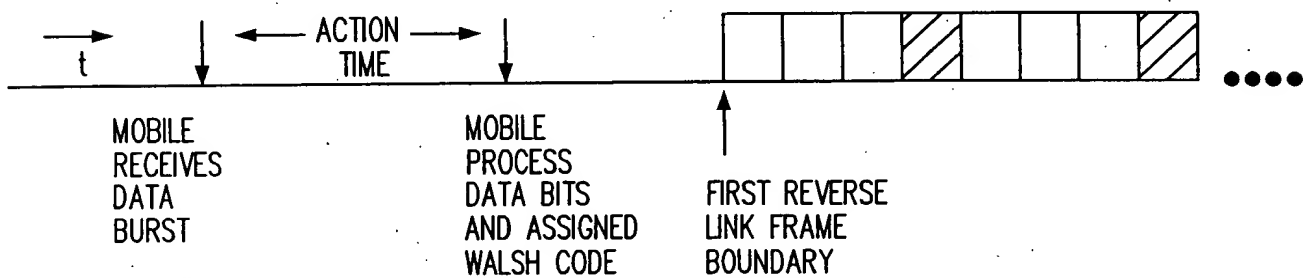 t
ACTION
TIME
MOBILE
RECEIVES
DATA
BURST
MOBILE
PROCESS
DATA BITS
AND ASSIGNED
WALSH CODE
FIRST REVERSE
LINK FRAME
BOUNDARY